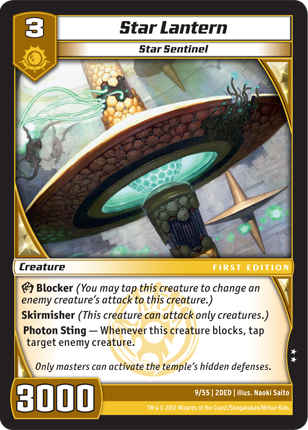 3
Star Lantern
Star Sentinel
Creature
FIRST EDITION
Blocker (You may tap this creature to change an
enemy creature's attack to this creature.)
Skirmisher (This creature can attack only creatures.)
Photon Sting — Whenever this creature blocks, tap
target enemy creature.
Only masters can activate the temple's hidden defenses.
3000
9/55 | 2DED | illus. Naoki Saito
TM & © 2012 Wizards of the Coast/Shogakukan/Mitsui-Kids